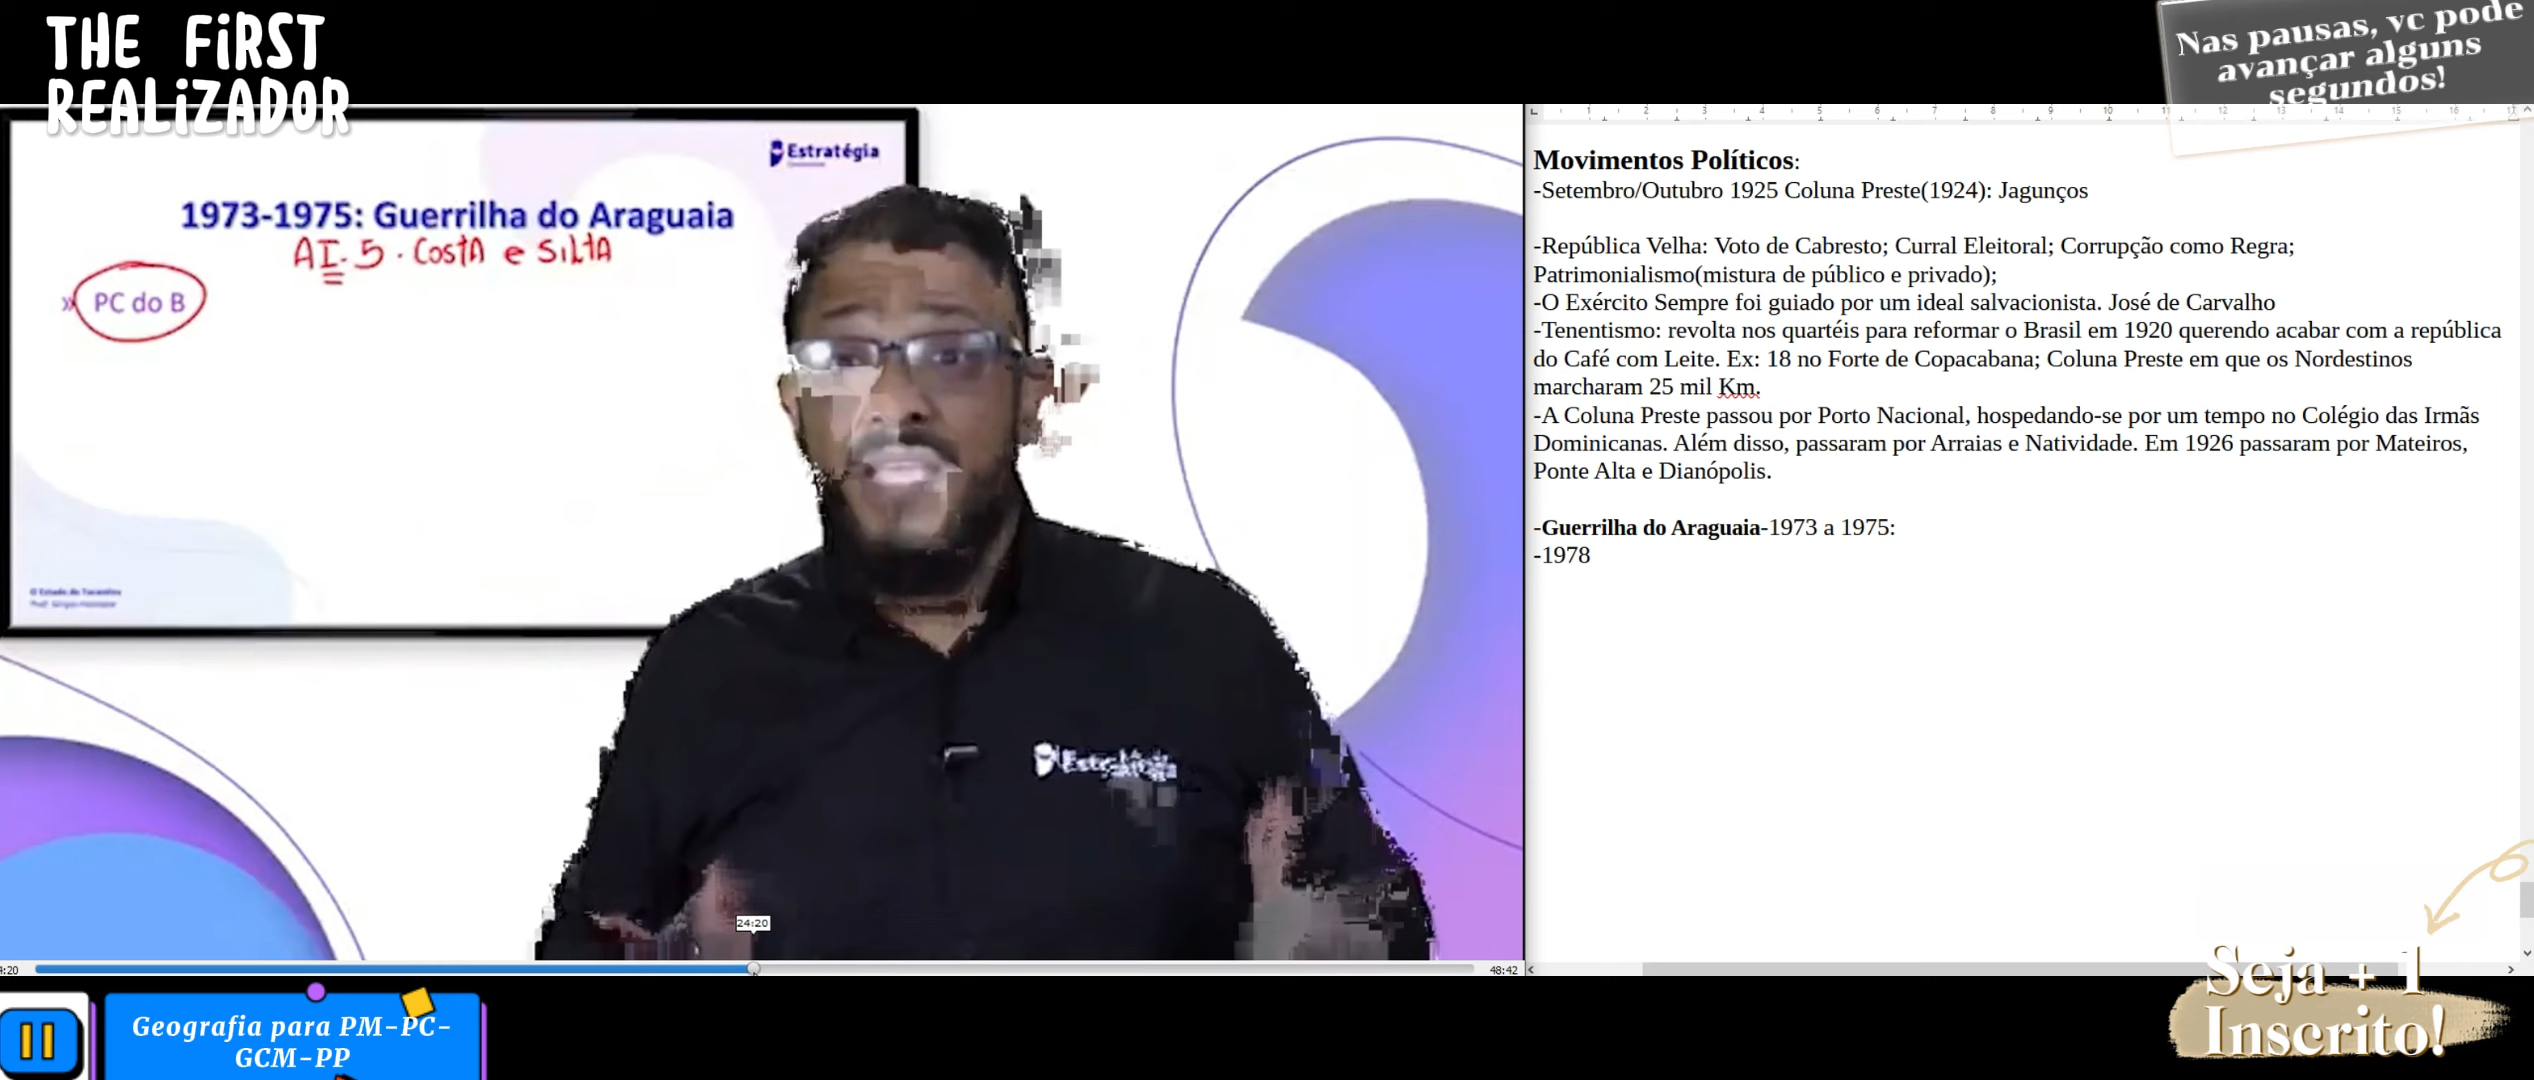 THE FiRST
REALiZADOR
Nas pausas, vc pode
avançar alguns
segundos!
Estratégia
1973-1975: Guerrilha do Araguaia
AI.5 · Costa e Silva
» PC do B
O Estado do Tocantins
24:20
48:42
Movimentos Políticos:
-Setembro/Outubro 1925 Coluna Preste(1924): Jagunços
-República Velha: Voto de Cabresto; Curral Eleitoral; Corrupção como Regra;
Patrimonialismo(mistura de público e privado);
-O Exército Sempre foi guiado por um ideal salvacionista. José de Carvalho
-Tenentismo: revolta nos quartéis para reformar o Brasil em 1920 querendo acabar com a república
do Café com Leite. Ex: 18 no Forte de Copacabana; Coluna Preste em que os Nordestinos
marcharam 25 mil Km.
-A Coluna Preste passou por Porto Nacional, hospedando-se por um tempo no Colégio das Irmãs
Dominicanas. Além disso, passaram por Arraias e Natividade. Em 1926 passaram por Mateiros,
Ponte Alta e Dianópolis.
-Guerrilha do Araguaia-1973 a 1975:
-1978
Geografia para PM-PC-
GCM-PP
Seja + 1
Inscrito!